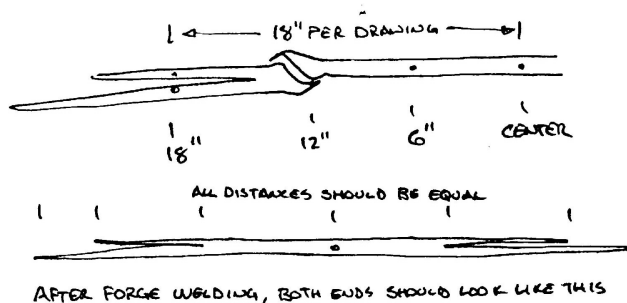 18" PER DRAWING
18" 12" 6" CENTER
ALL DISTANCES SHOULD BE EQUAL
AFTER FORGE WELDING, BOTH ENDS SHOULD LOOK LIKE THIS